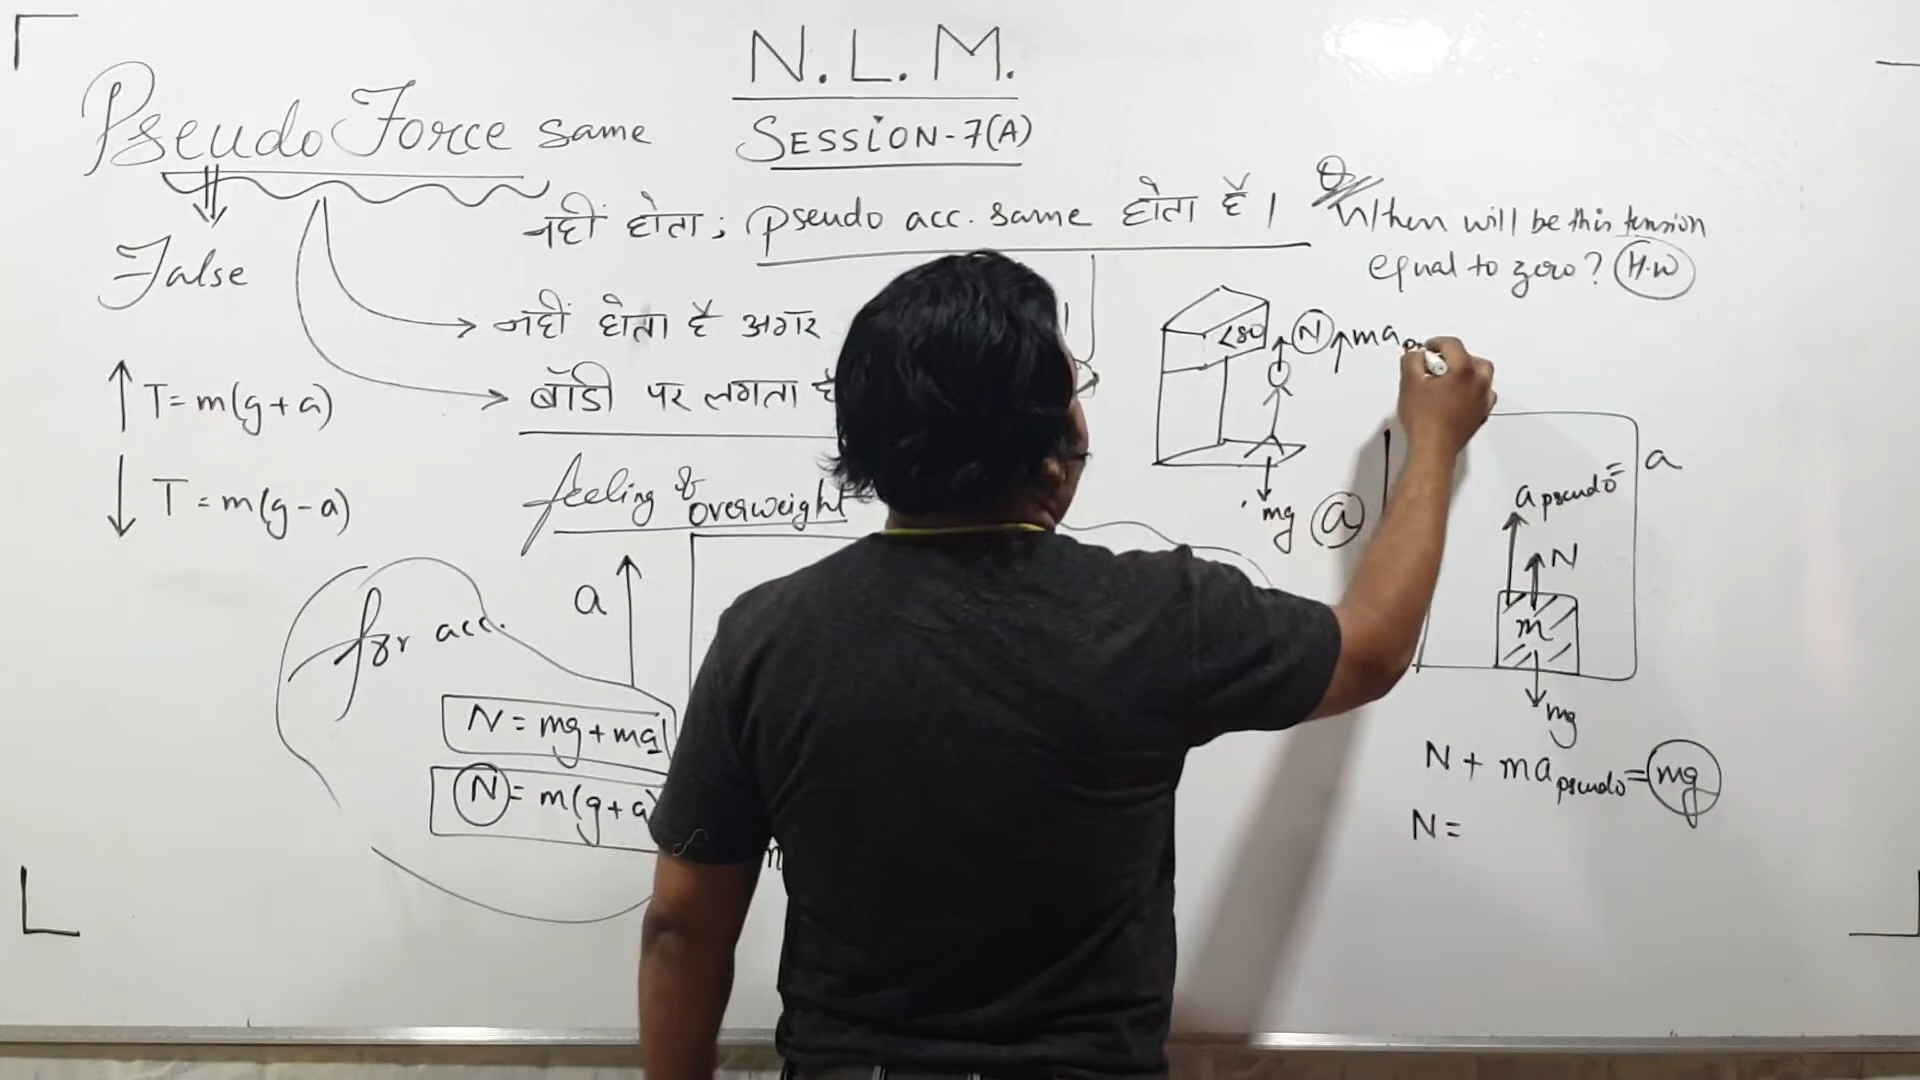 N.L.M.
SESSION-7(A)
Pseudo Force same
नहीं होता; pseudo acc. same होता है।
False
नहीं होता है अगर
बॉडी पर लगता है
T=m(g+a)
T=m(g-a)
feeling of overweight
for acc.
a
N=mg+ma
N=m(g+a)
Q When will be this tension
equal to zero? H.W
<80
N
ma
mg
a
a pseudo = a
N
m
mg
N + ma pseudo = mg
N=